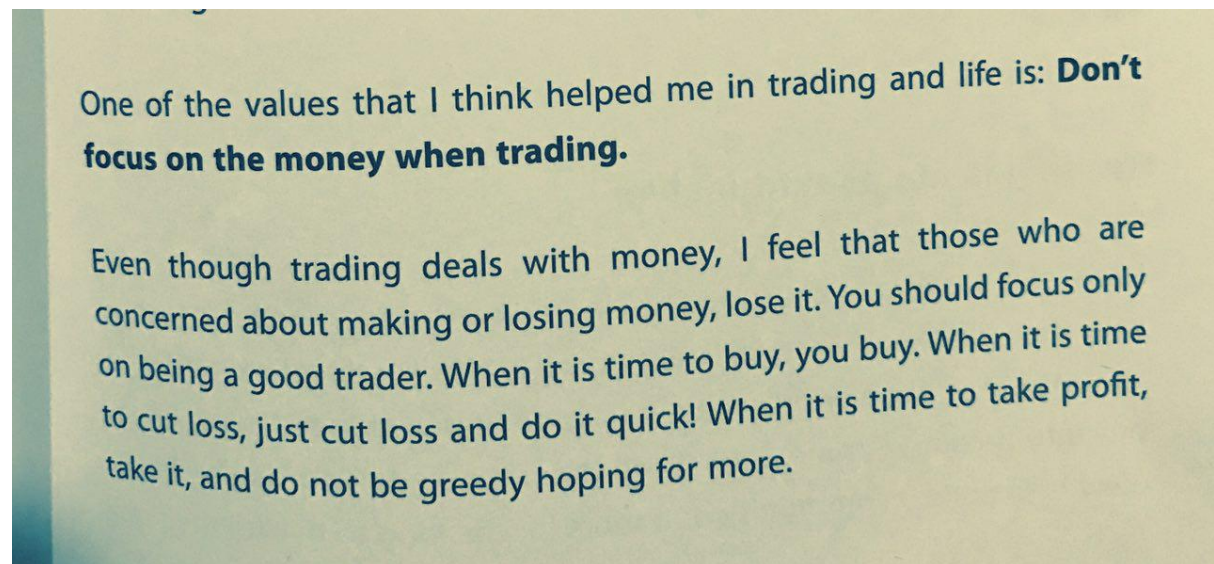 One of the values that I think helped me in trading and life is: Don't
focus on the money when trading.
Even though trading deals with money, I feel that those who are
concerned about making or losing money, lose it. You should focus only
on being a good trader. When it is time to buy, you buy. When it is time
to cut loss, just cut loss and do it quick! When it is time to take profit,
take it, and do not be greedy hoping for more.